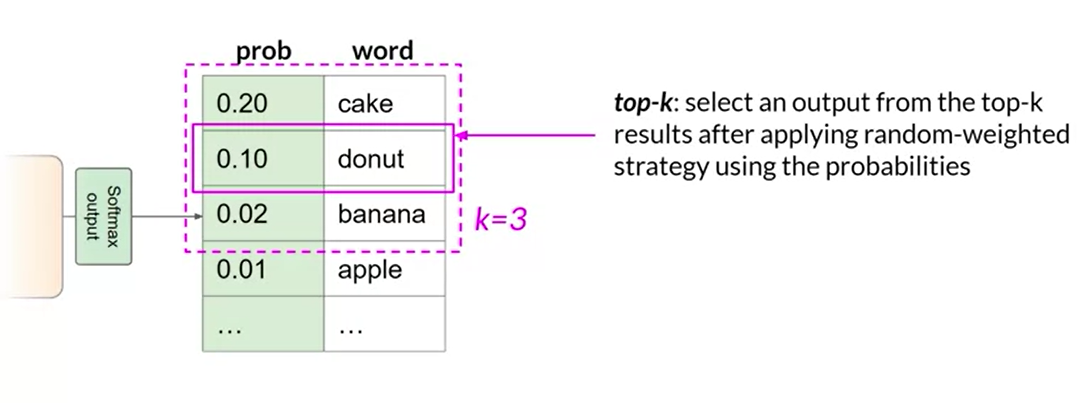 prob word
0.20 cake
0.10 donut
0.02 banana
0.01 apple
... ...
Softmax
output
k=3
top-k: select an output from the top-k
results after applying random-weighted
strategy using the probabilities